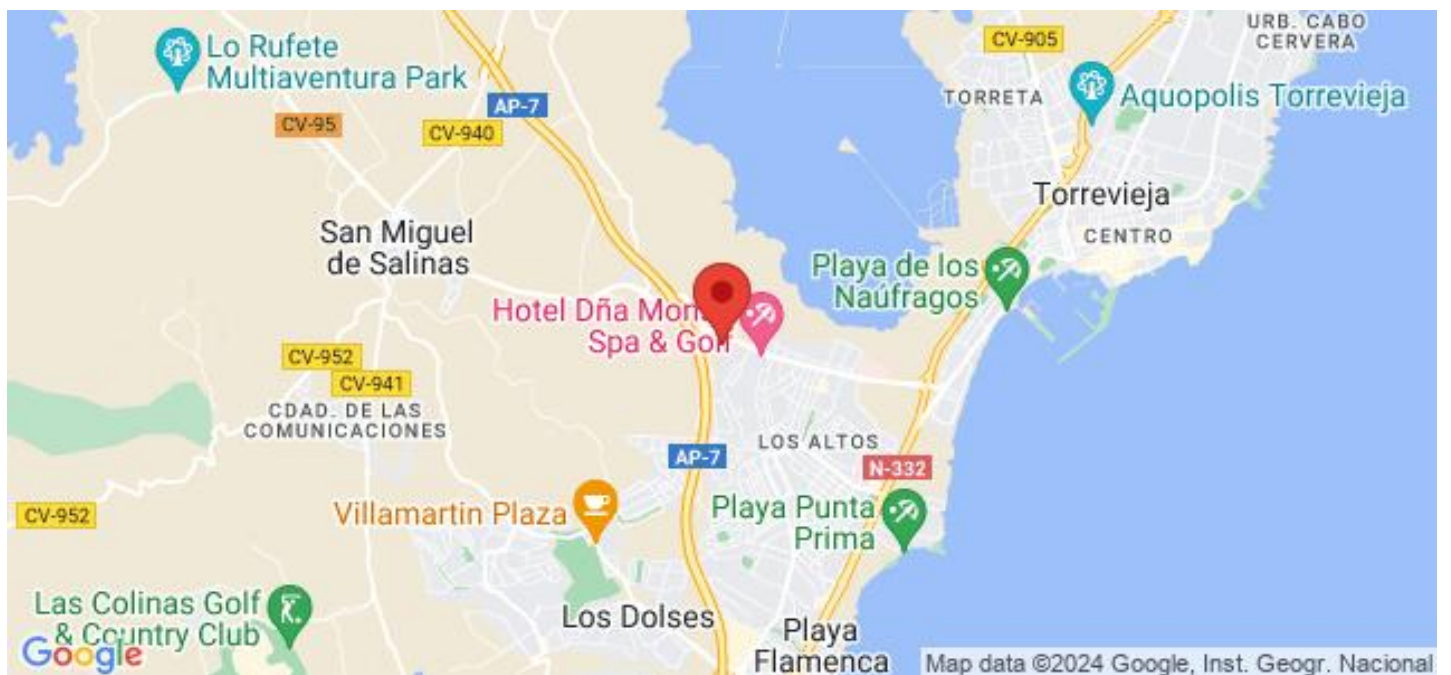 URB. CABO
CERVERA
CV-905
Lo Rufete
Multiaventura Park
TORRETA
Aquopolis Torrevieja
AP-7
CV-95
CV-940
Torrevieja
San Miguel
de Salinas
CENTRO
Playa de los
Naúfragos
Hotel Dña
Spa & Golf
CV-952
CV-941
CDAD. DE LAS
COMUNICACIONES
LOS ALTOS
AP-7
N-332
CV-952
Villamartin Plaza
Playa Punta
Prima
Las Colinas Golf
& Country Club
Los Dolses
Playa
Flamenca
Google
Map data ©2024 Google, Inst. Geogr. Nacional